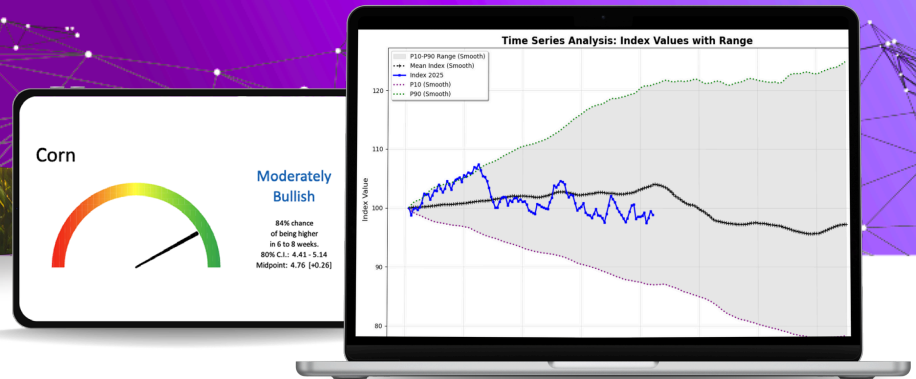 Corn
Moderately
Bullish
84% chance
of being higher
in 6 to 8 weeks.
80% C.I.: 4.41 - 5.14
Midpoint: 4.76 [+0.26]
Time Series Analysis: Index Values with Range
P10-P90 Range (Smooth)
Mean Index (Smooth)
Index 2025
P10 (Smooth)
P90 (Smooth)
Index Value
120
110
100
90
80